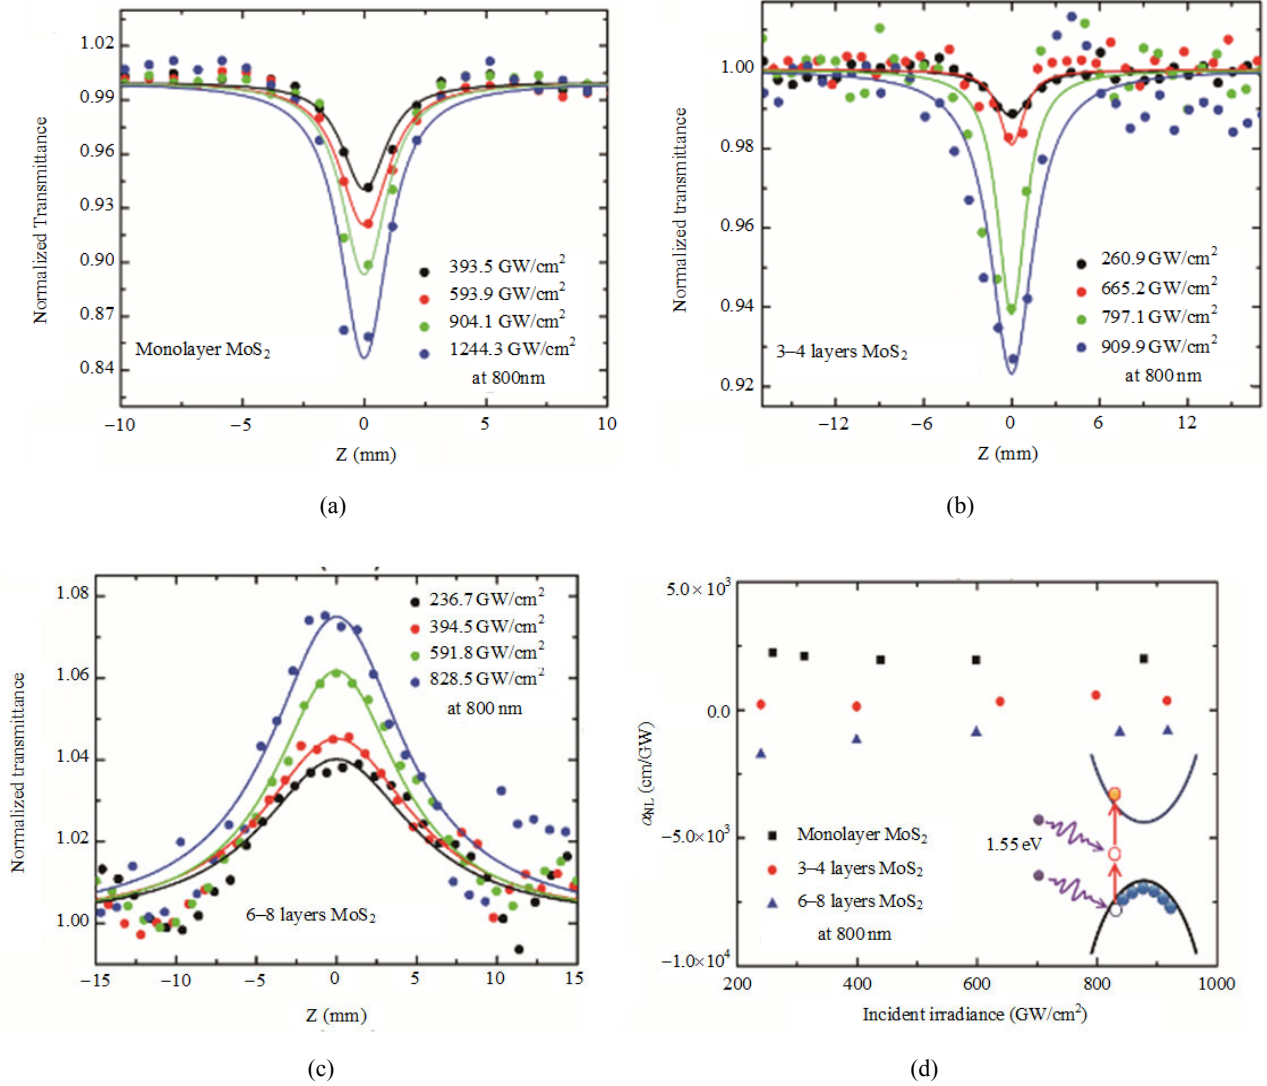 1.02
0.99
0.96
0.93
0.90
0.87
0.84
Normalized Transmittance
393.5 GW/cm²
593.9 GW/cm²
904.1 GW/cm²
1244.3 GW/cm²
at 800nm
Monolayer MoS₂
−10
−5
0
5
10
Z (mm)
(a)
1.00
0.98
0.96
0.94
0.92
Normalized transmittance
260.9 GW/cm²
665.2 GW/cm²
797.1 GW/cm²
909.9 GW/cm²
at 800 nm
3–4 layers MoS₂
−12
−6
0
6
12
Z (mm)
(b)
1.08
1.06
1.04
1.02
1.00
Normalized transmittance
236.7 GW/cm²
394.5 GW/cm²
591.8 GW/cm²
828.5 GW/cm²
at 800 nm
6–8 layers MoS₂
−15
−10
−5
0
5
10
15
Z (mm)
(c)
5.0×10³
0.0
−5.0×10³
−1.0×10⁴
αNL (cm/GW)
1.55 eV
Monolayer MoS₂
3–4 layers MoS₂
6–8 layers MoS₂
at 800 nm
200
400
600
800
1000
Incident irradiance (GW/cm²)
(d)